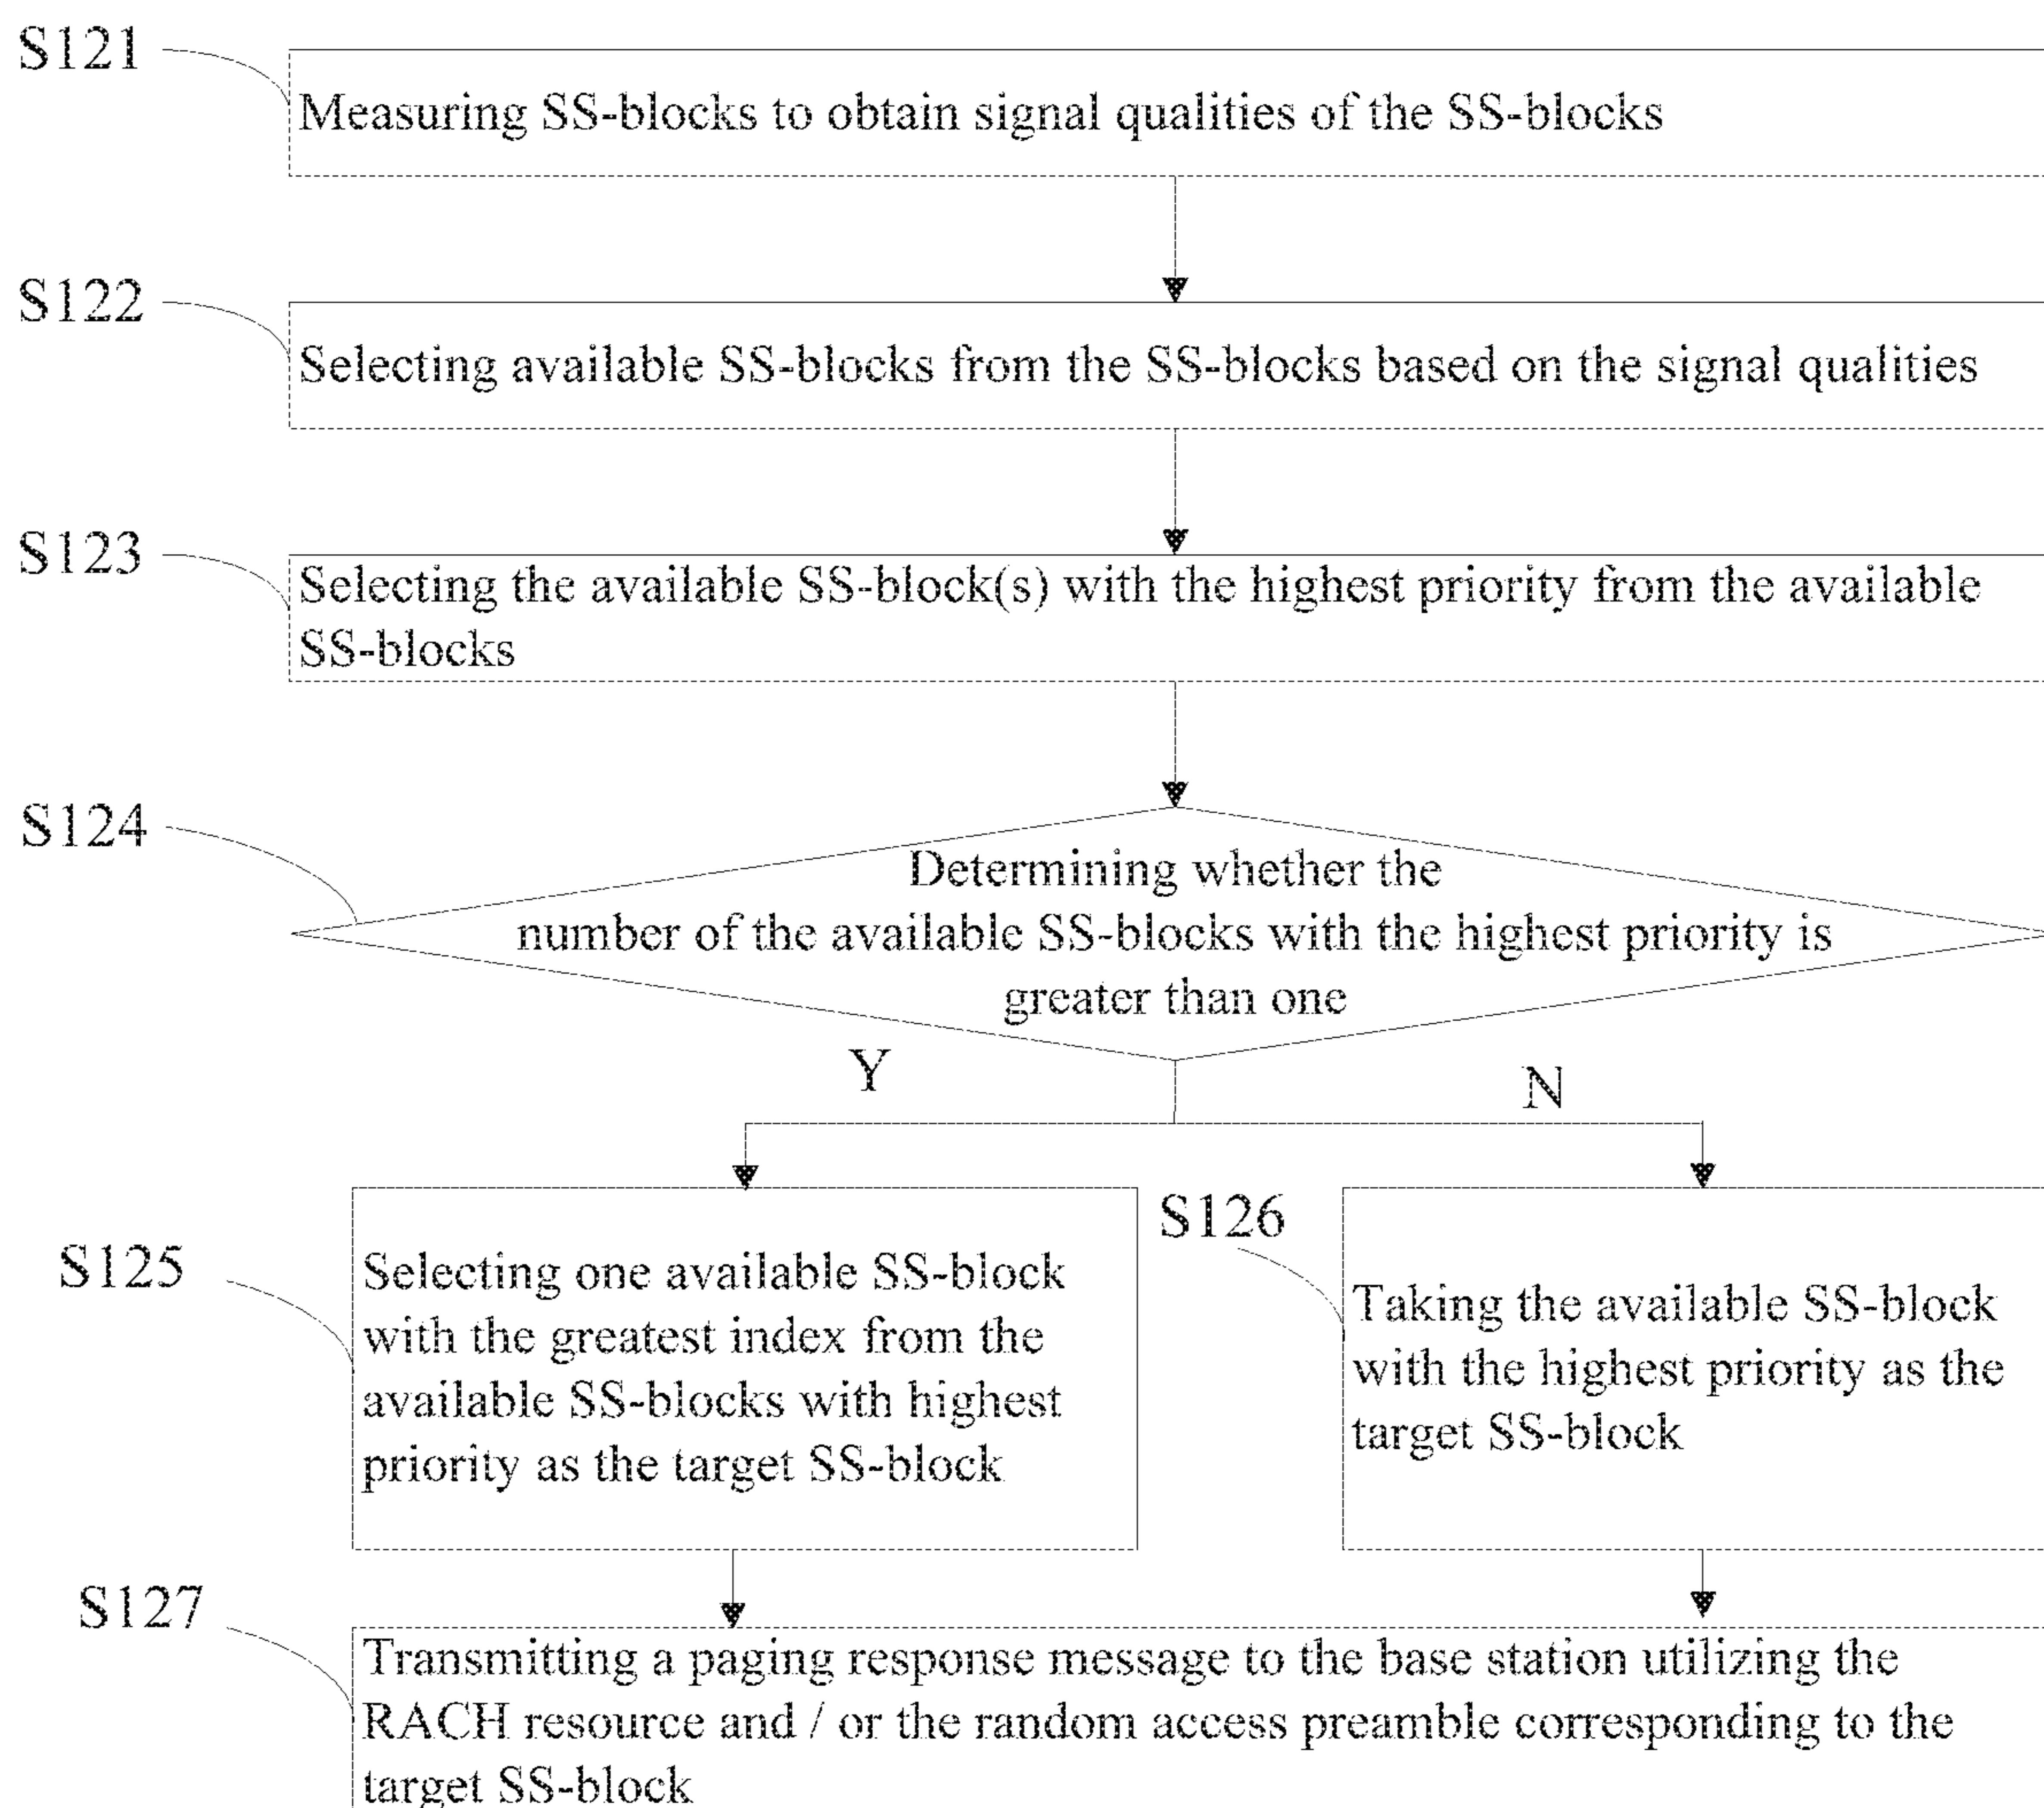 S121
Measuring SS-blocks to obtain signal qualities of the SS-blocks
S122
Selecting available SS-blocks from the SS-blocks based on the signal qualities
S123
Selecting the available SS-block(s) with the highest priority from the available
SS-blocks
S124
Determining whether the
number of the available SS-blocks with the highest priority is
greater than one
Y
N
S125
Selecting one available SS-block
with the greatest index from the
available SS-blocks with highest
priority as the target SS-block
S126
Taking the available SS-block
with the highest priority as the
target SS-block
S127
Transmitting a paging response message to the base station utilizing the
RACH resource and / or the random access preamble corresponding to the
target SS-block